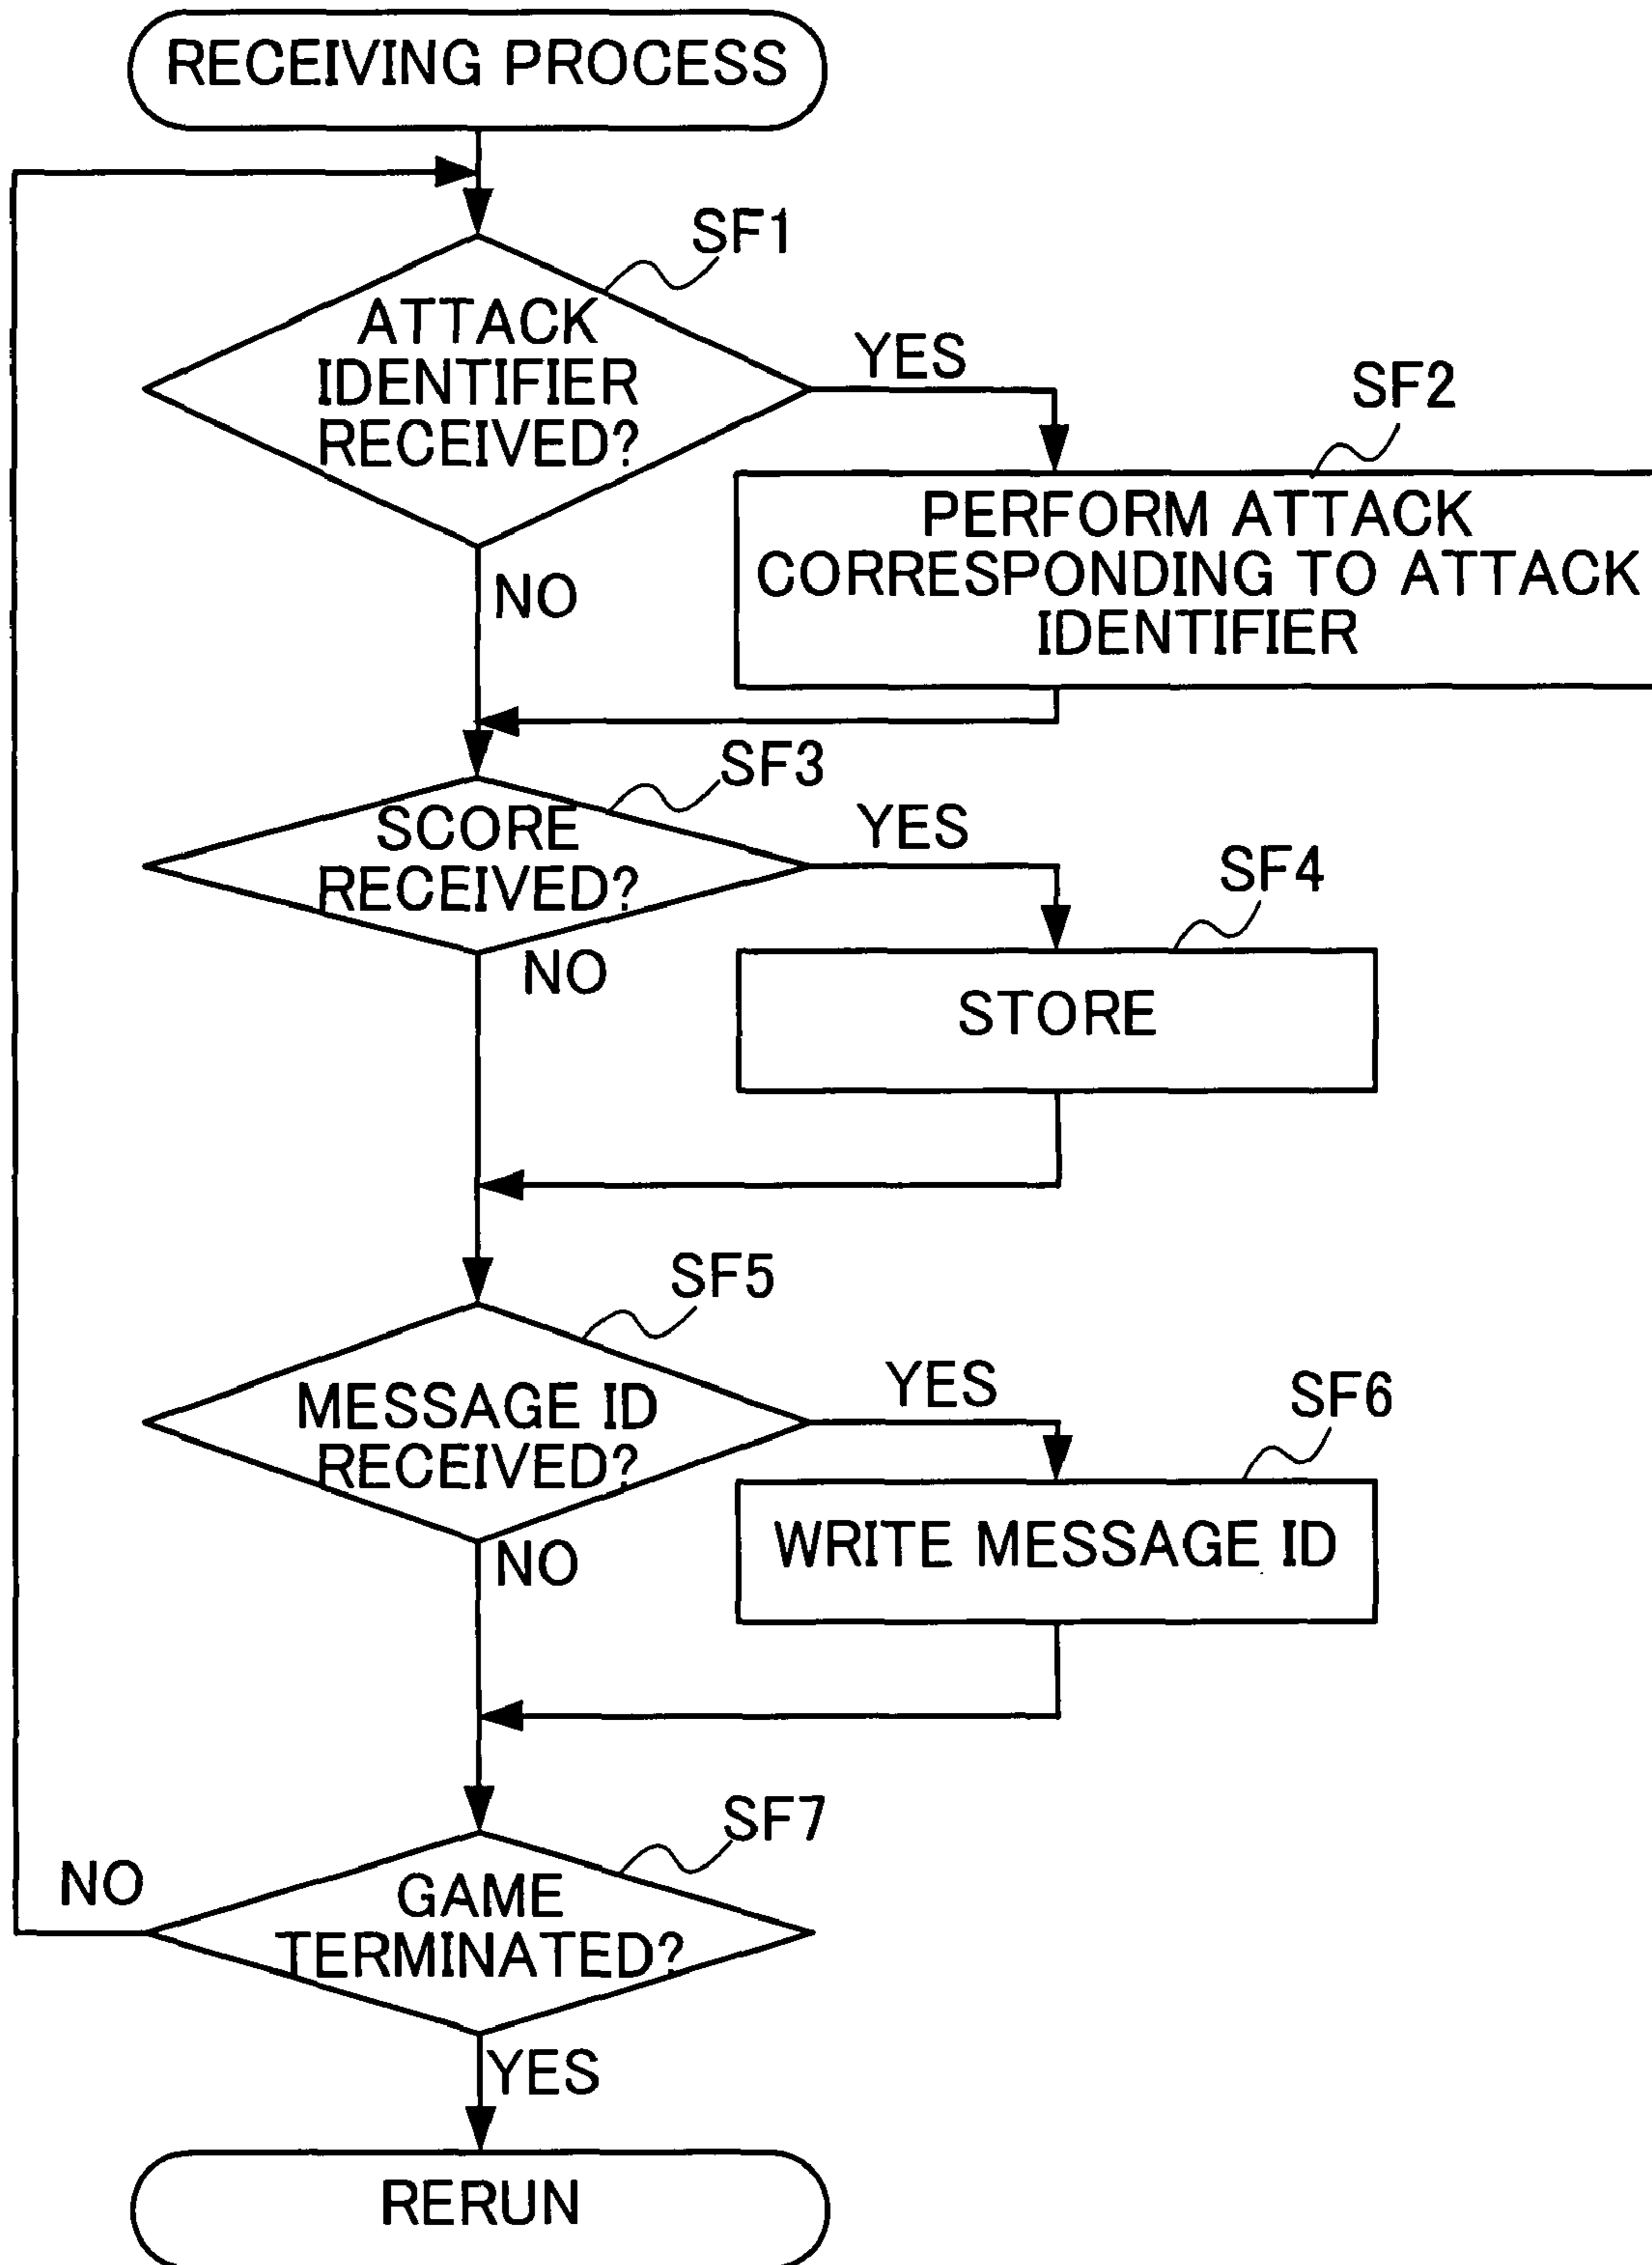 RECEIVING PROCESS
SF1
ATTACK
IDENTIFIER
RECEIVED?
YES
SF2
PERFORM ATTACK
CORRESPONDING TO ATTACK
IDENTIFIER
NO
SF3
SCORE
RECEIVED?
YES
SF4
NO
STORE
SF5
MESSAGE ID
RECEIVED?
YES
SF6
WRITE MESSAGE ID
NO
SF7
NO
GAME
TERMINATED?
YES
RERUN